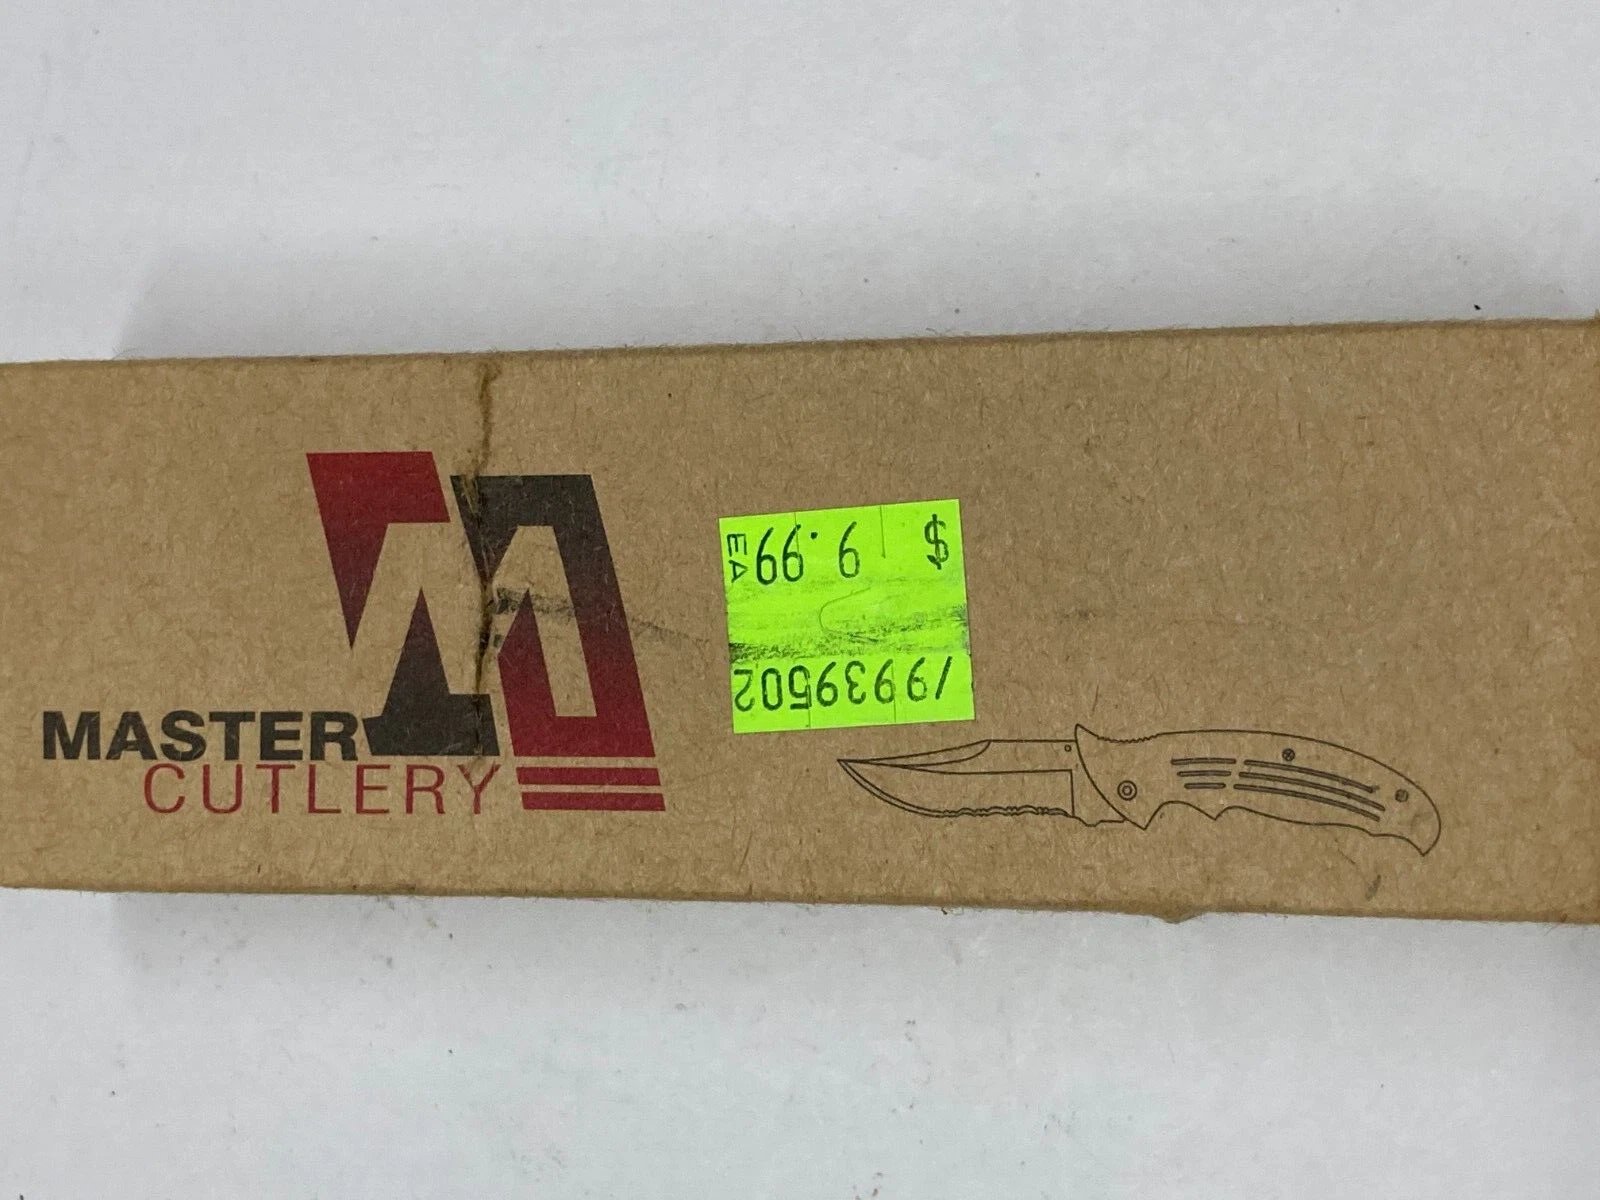 MASTER
CUTLERY
$ 9.99 EA
/9939502